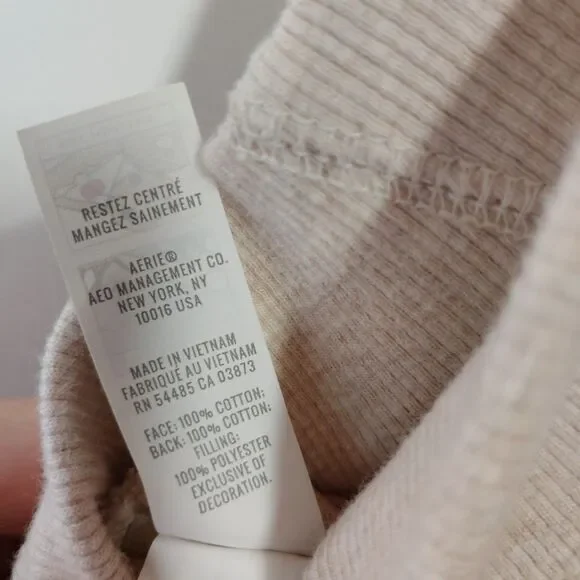 RESTEZ CENTRÉ
MANGEZ SAINEMENT
AERIE®
AEO MANAGEMENT CO.
NEW YORK, NY
10016 USA
MADE IN VIETNAM
FABRIQUÉ AU VIETNAM
RN 54485 CA 03873
FACE: 100% COTTON:
BACK: 100% COTTON:
FILLING:
100% POLYESTER
EXCLUSIVE OF
DECORATION.